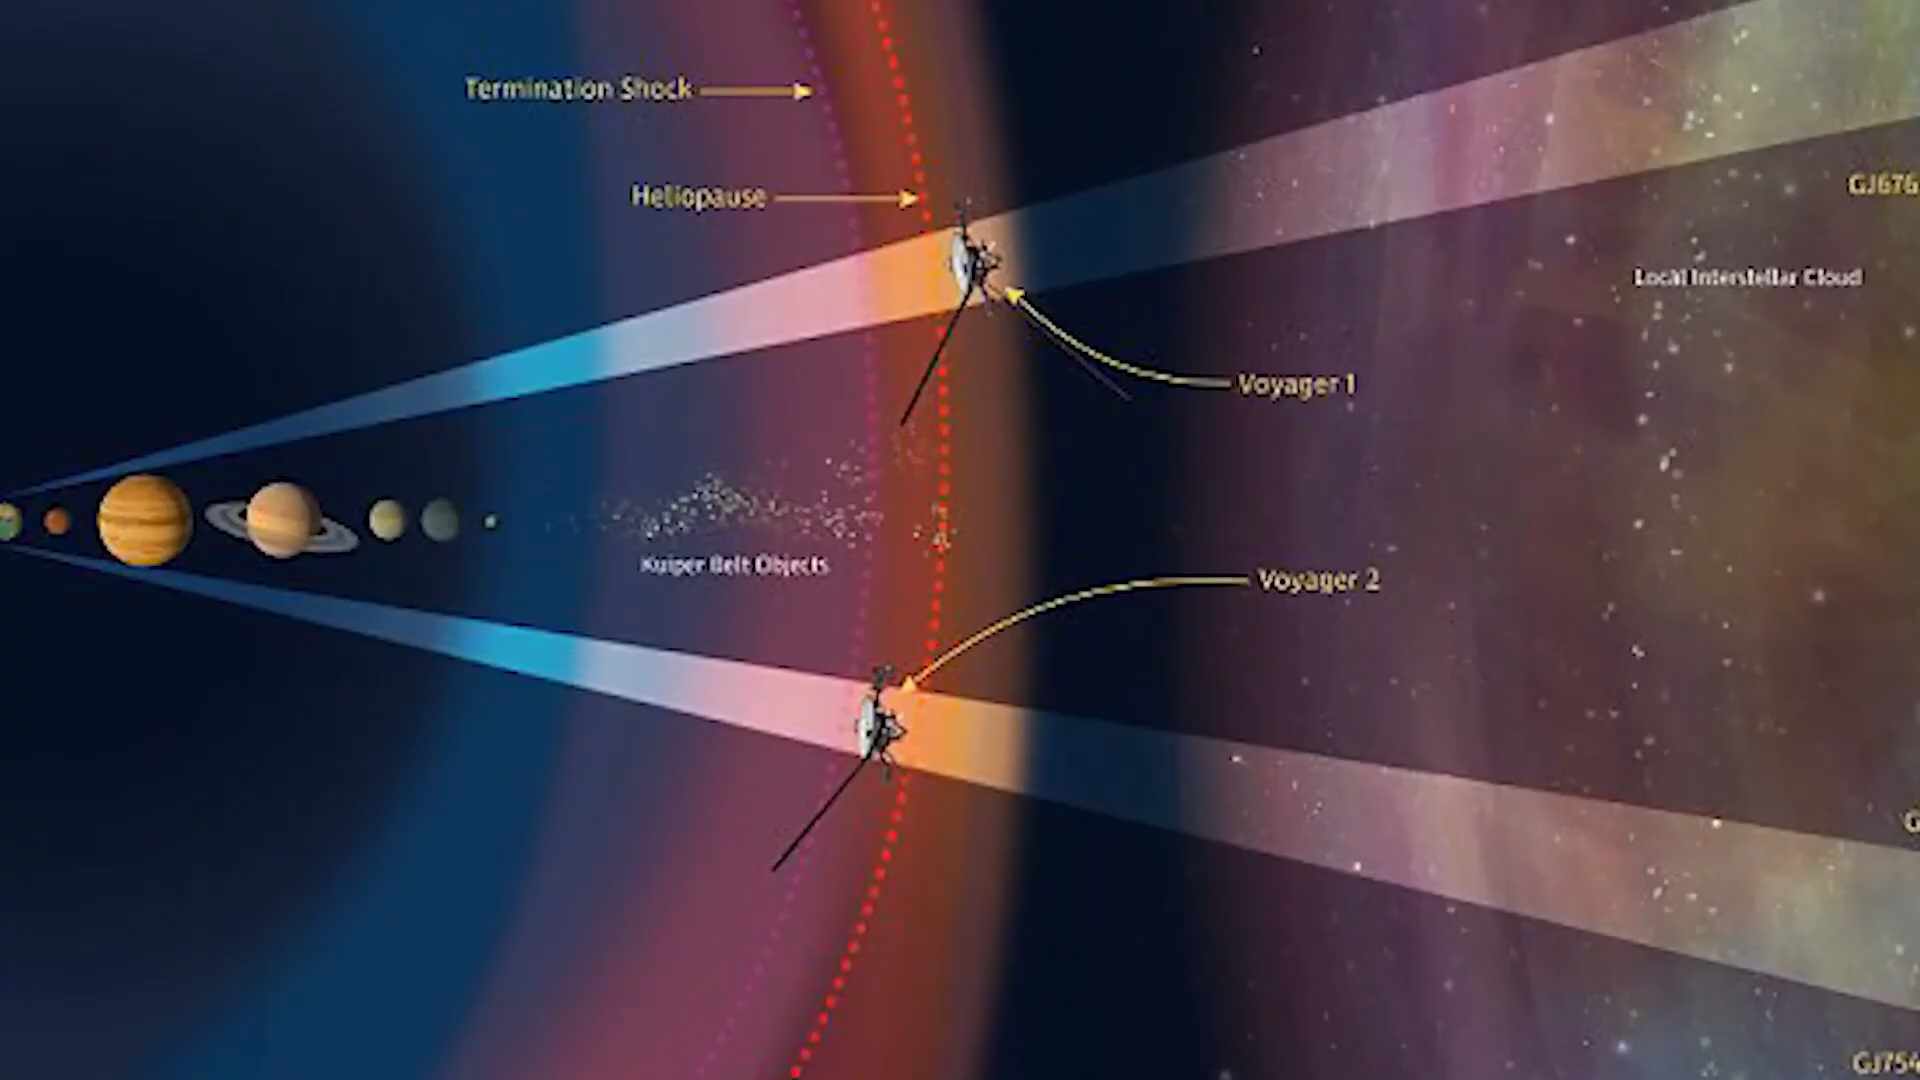 Termination Shock
GJ676
Heliopause
Local Interstellar Cloud
Voyager 1
Kuiper Belt Objects
Voyager 2
G
GJ754